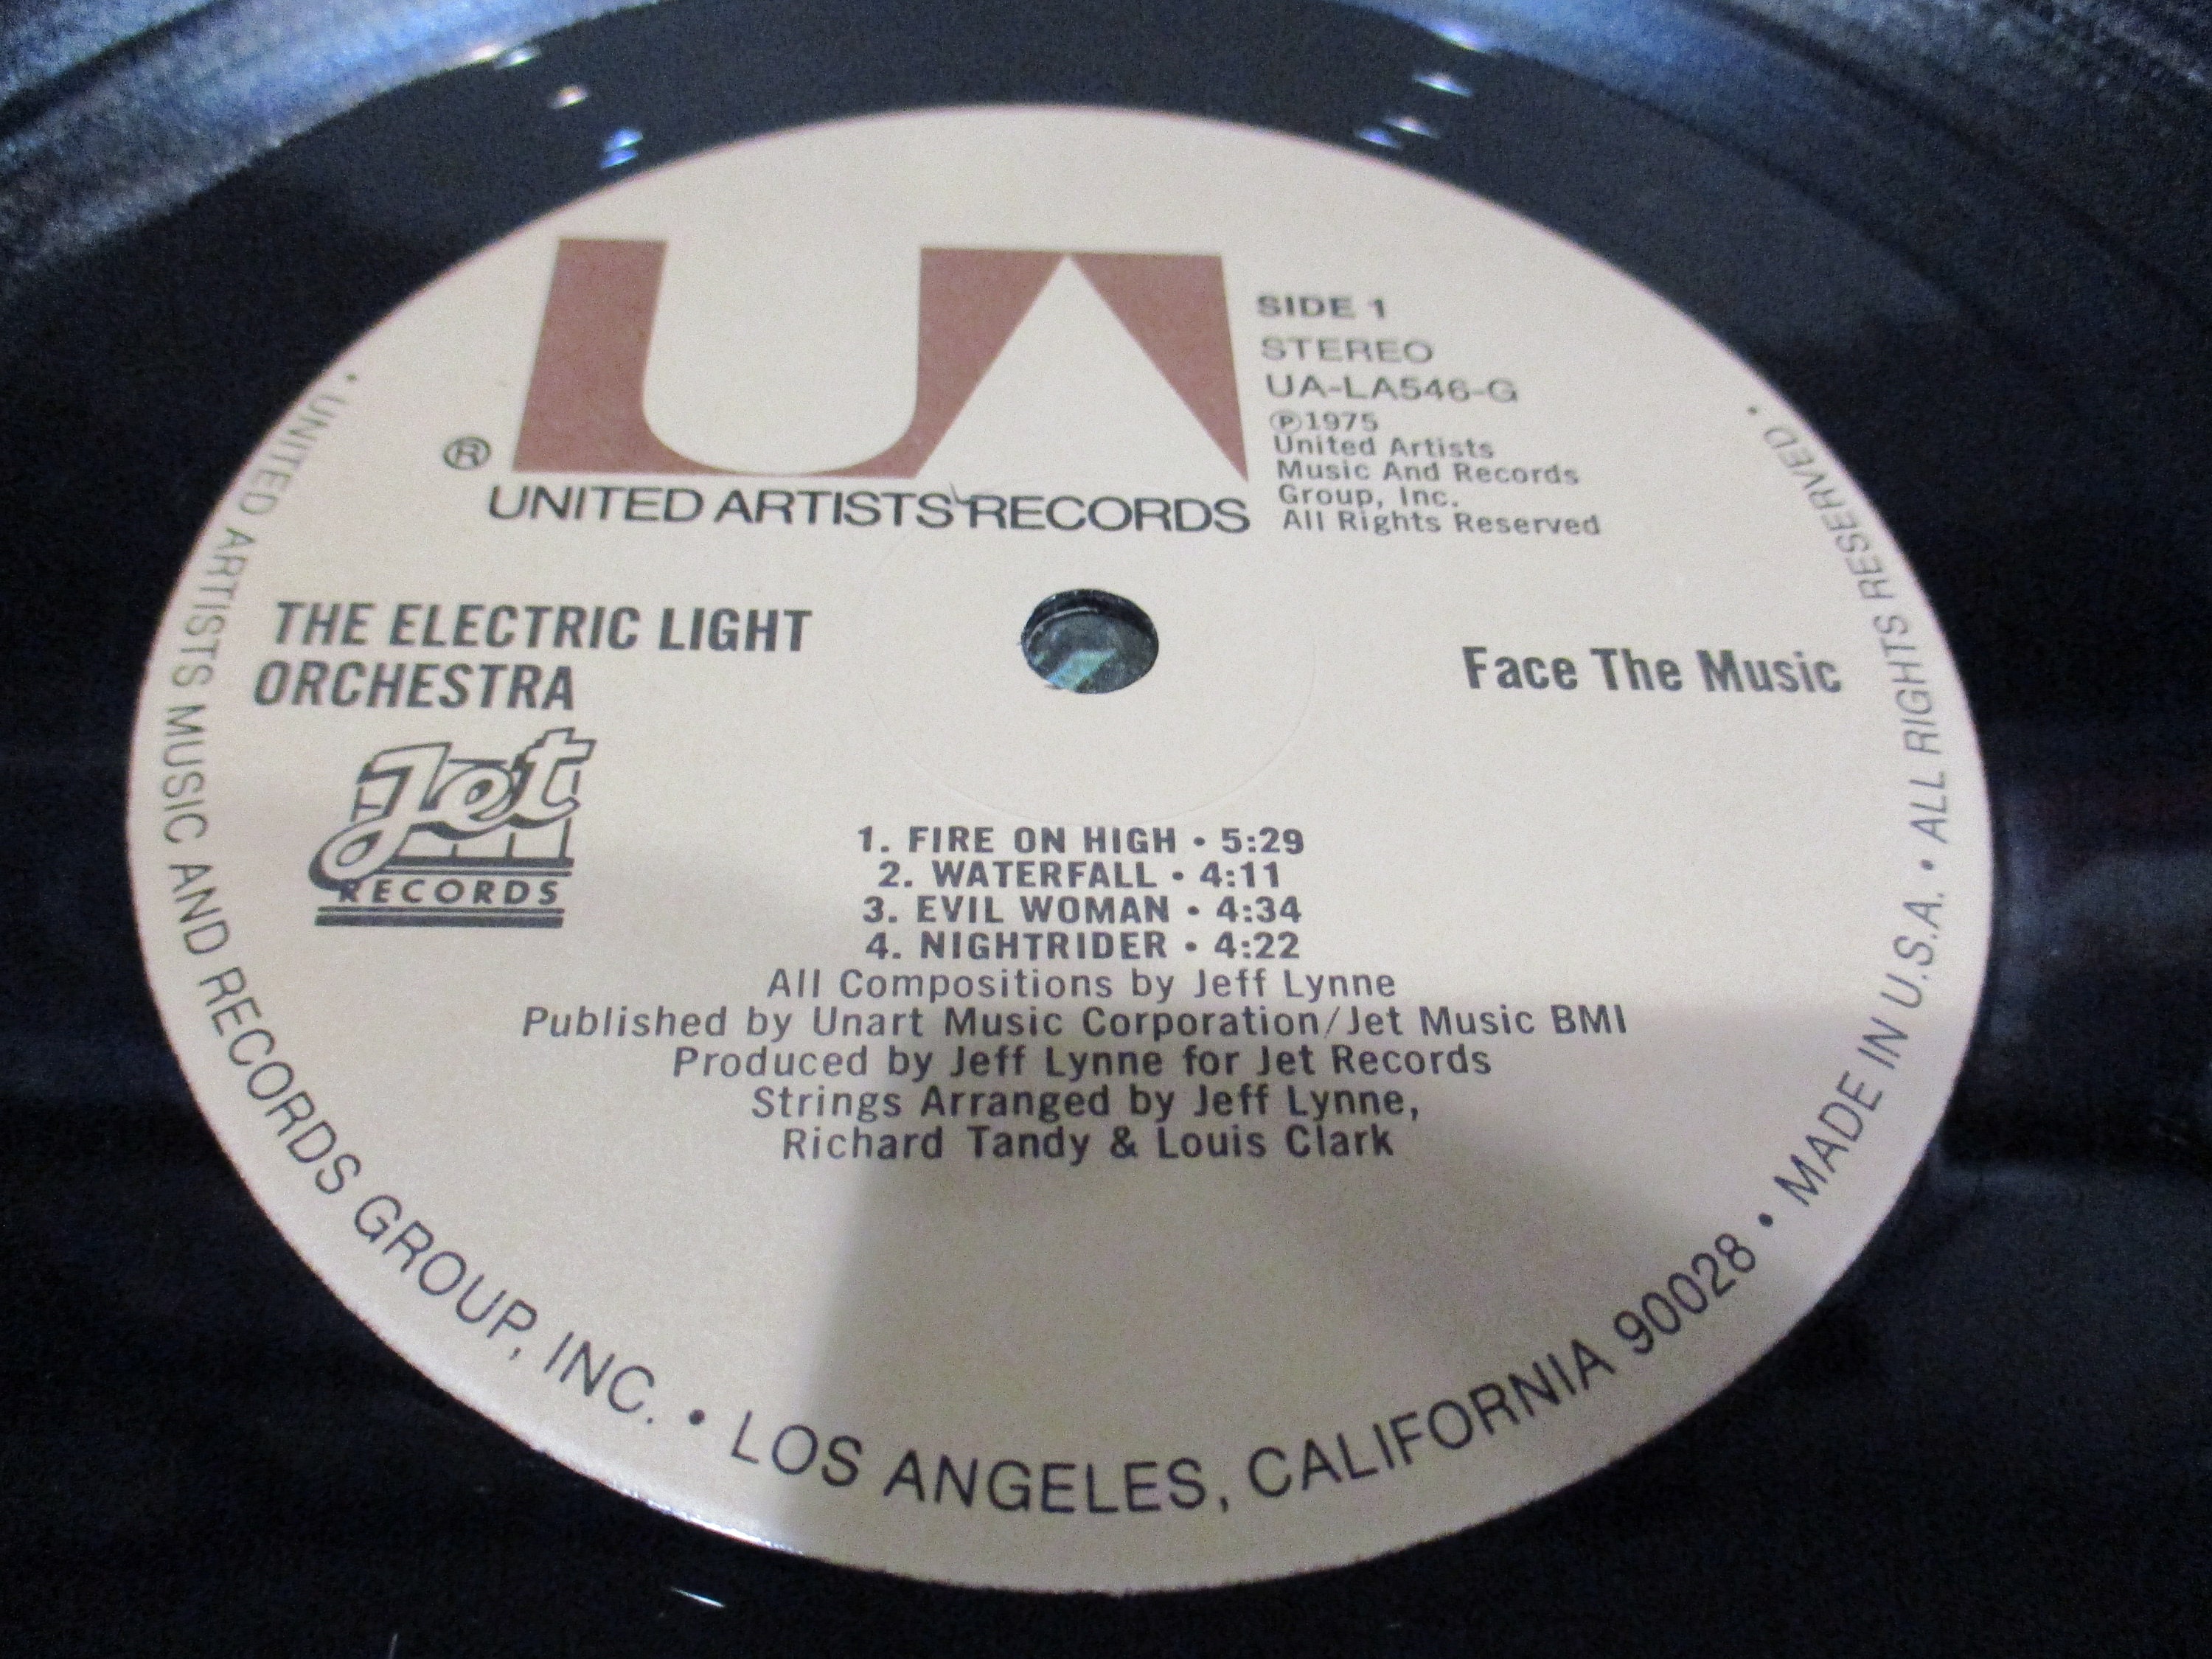 UA
®
UNITED ARTISTS RECORDS
SIDE 1
STEREO
UA-LA546-G
℗1975
United Artists
Music And Records
Group, Inc.
All Rights Reserved
THE ELECTRIC LIGHT
ORCHESTRA
Jet
RECORDS
Face The Music
1. FIRE ON HIGH • 5:29
2. WATERFALL • 4:11
3. EVIL WOMAN • 4:34
4. NIGHTRIDER • 4:22
All Compositions by Jeff Lynne
Published by Unart Music Corporation/Jet Music BMI
Produced by Jeff Lynne for Jet Records
Strings Arranged by Jeff Lynne,
Richard Tandy & Louis Clark
• UNITED ARTISTS MUSIC AND RECORDS GROUP, INC. • LOS ANGELES, CALIFORNIA 90028 • MADE IN U.S.A. • ALL RIGHTS RESERVED •